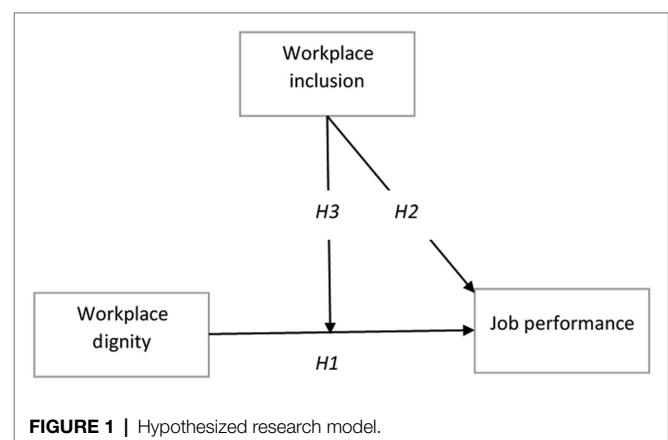 Workplace
inclusion
H3
H2
Workplace
dignity
Job performance
H1
FIGURE 1 | Hypothesized research model.